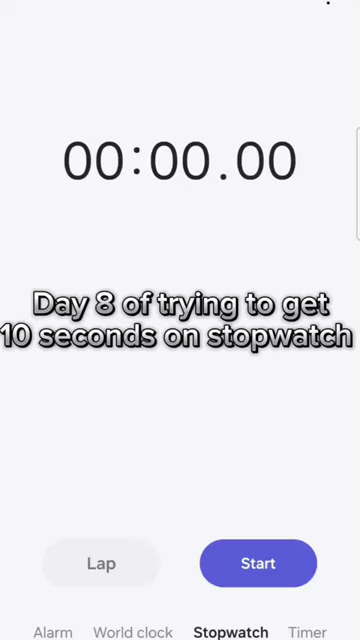 00:00.00
Day 8 of trying to get
10 seconds on stopwatch
Lap Start
Alarm World clock Stopwatch Timer